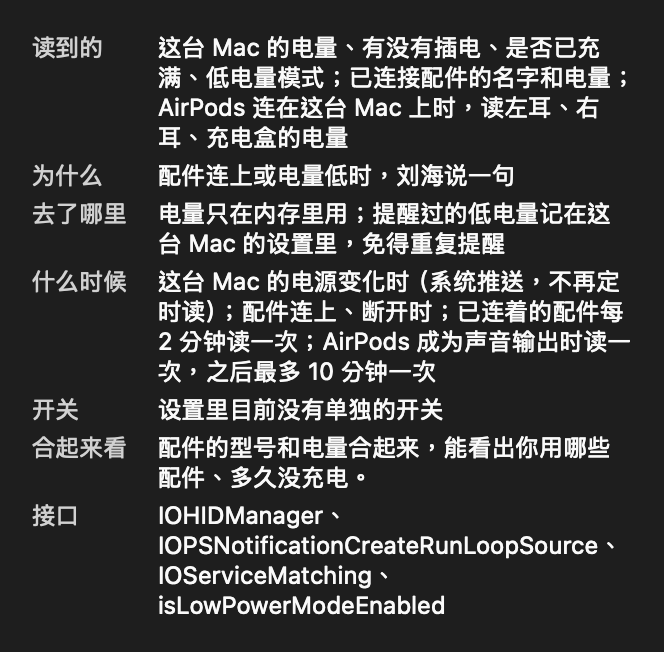 读到的 这台 Mac 的电量、有没有插电、是否已充
满、低电量模式；已连接配件的名字和电量；
AirPods 连在这台 Mac 上时，读左耳、右
耳、充电盒的电量
为什么 配件连上或电量低时，刘海说一句
去了哪里 电量只在内存里用；提醒过的低电量记在这
台 Mac 的设置里，免得重复提醒
什么时候 这台 Mac 的电源变化时（系统推送，不再定
时读）；配件连上、断开时；已连着的配件每
2 分钟读一次；AirPods 成为声音输出时读一
次，之后最多 10 分钟一次
开关 设置里目前没有单独的开关
合起来看 配件的型号和电量合起来，能看出你用哪些
配件、多久没充电。
接口 IOHIDManager、
IOPSNotificationCreateRunLoopSource、
IOServiceMatching、
isLowPowerModeEnabled